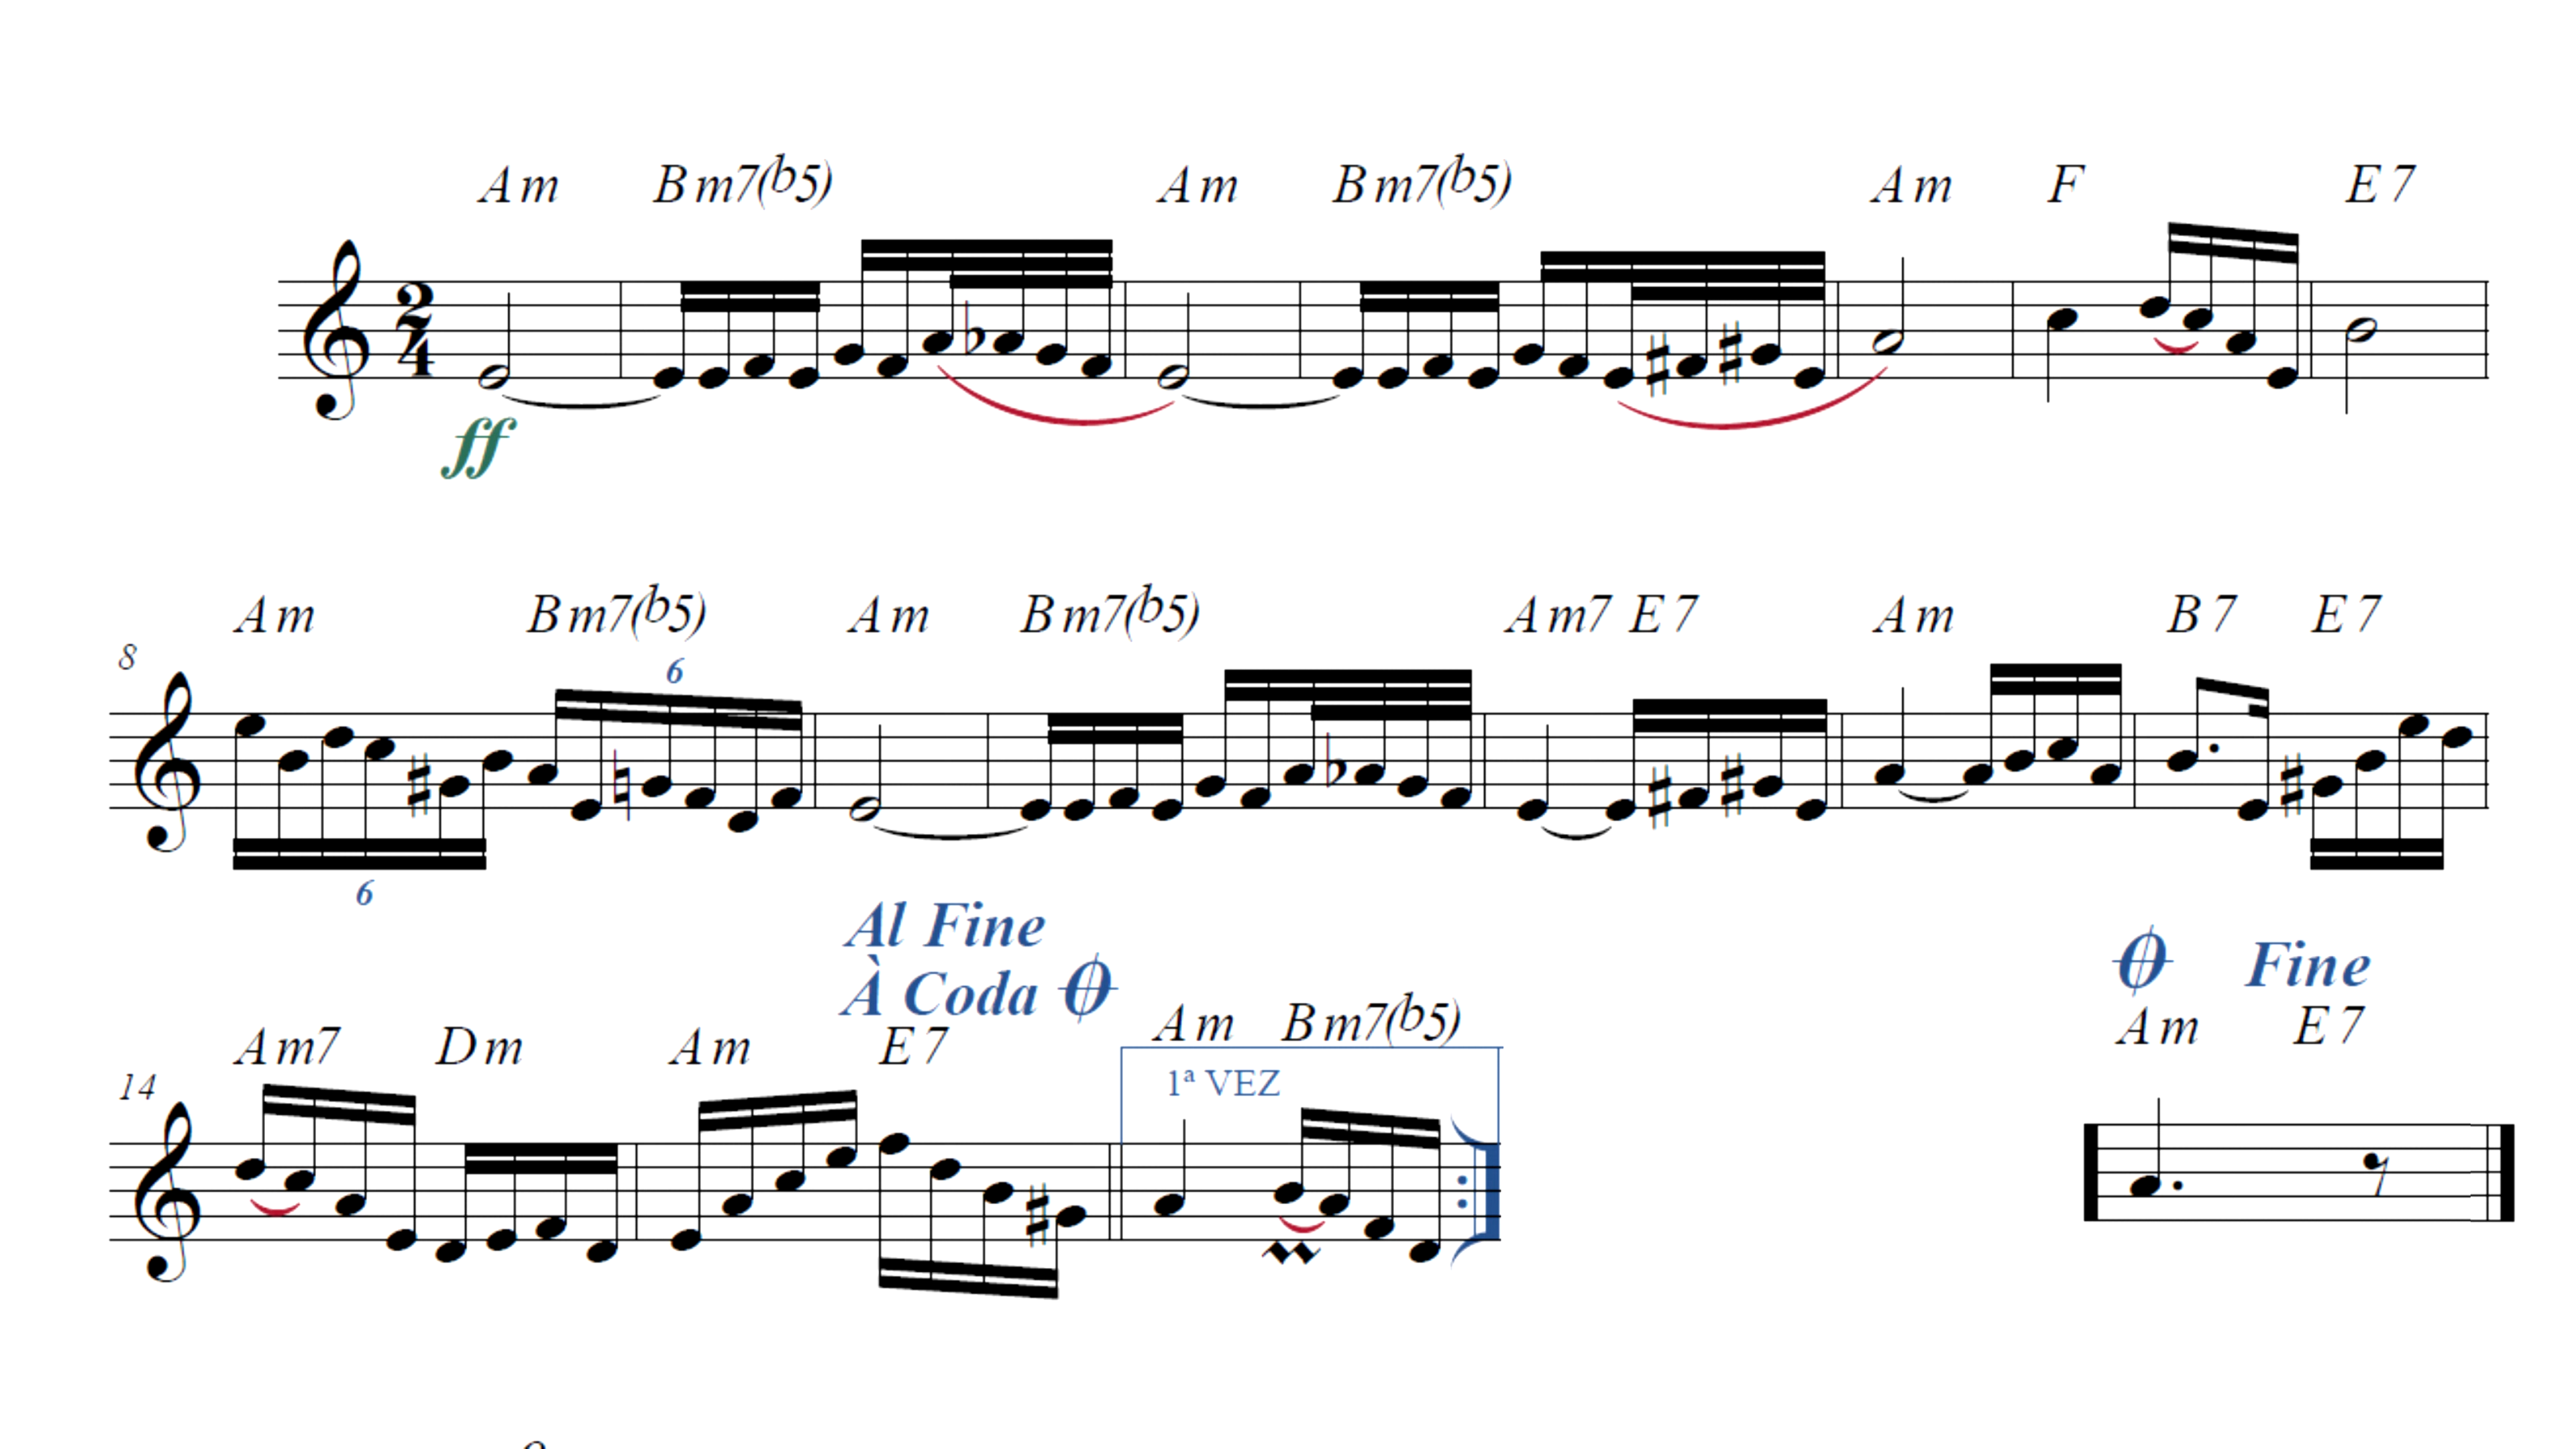 Am Bm7(b5) Am Bm7(b5) Am F E7
2
4
ff
Am Bm7(b5) Am Bm7(b5) Am7 E7 Am B7 E7
8
6
6
Al Fine
À Coda
Fine
Am7 Dm Am E7 Am Bm7(b5) Am E7
14
1ª VEZ